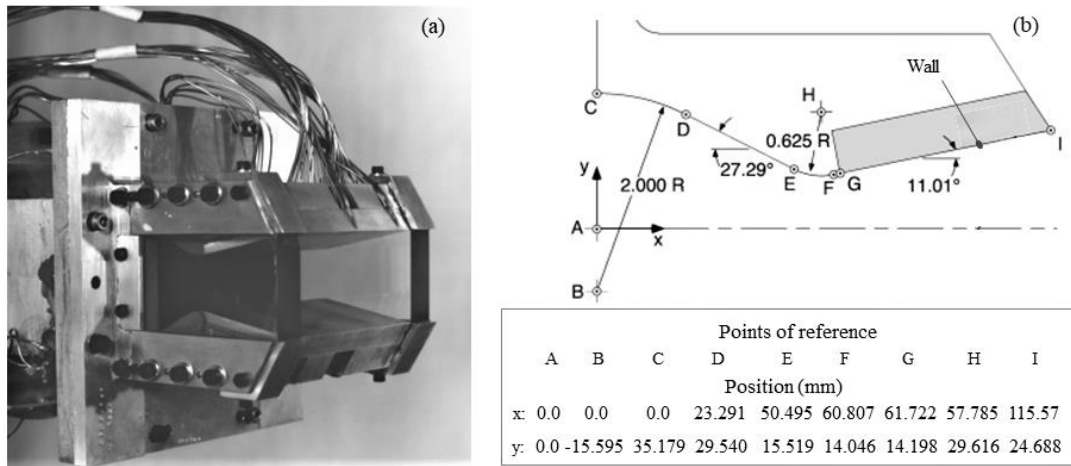 (a)
(b)
Wall
C
D
H
0.625 R
I
y
27.29°
E
F
G
11.01°
2.000 R
A
x
B
Points of reference
A B C D E F G H I
Position (mm)
x: 0.0 0.0 0.0 23.291 50.495 60.807 61.722 57.785 115.57
y: 0.0 -15.595 35.179 29.540 15.519 14.046 14.198 29.616 24.688